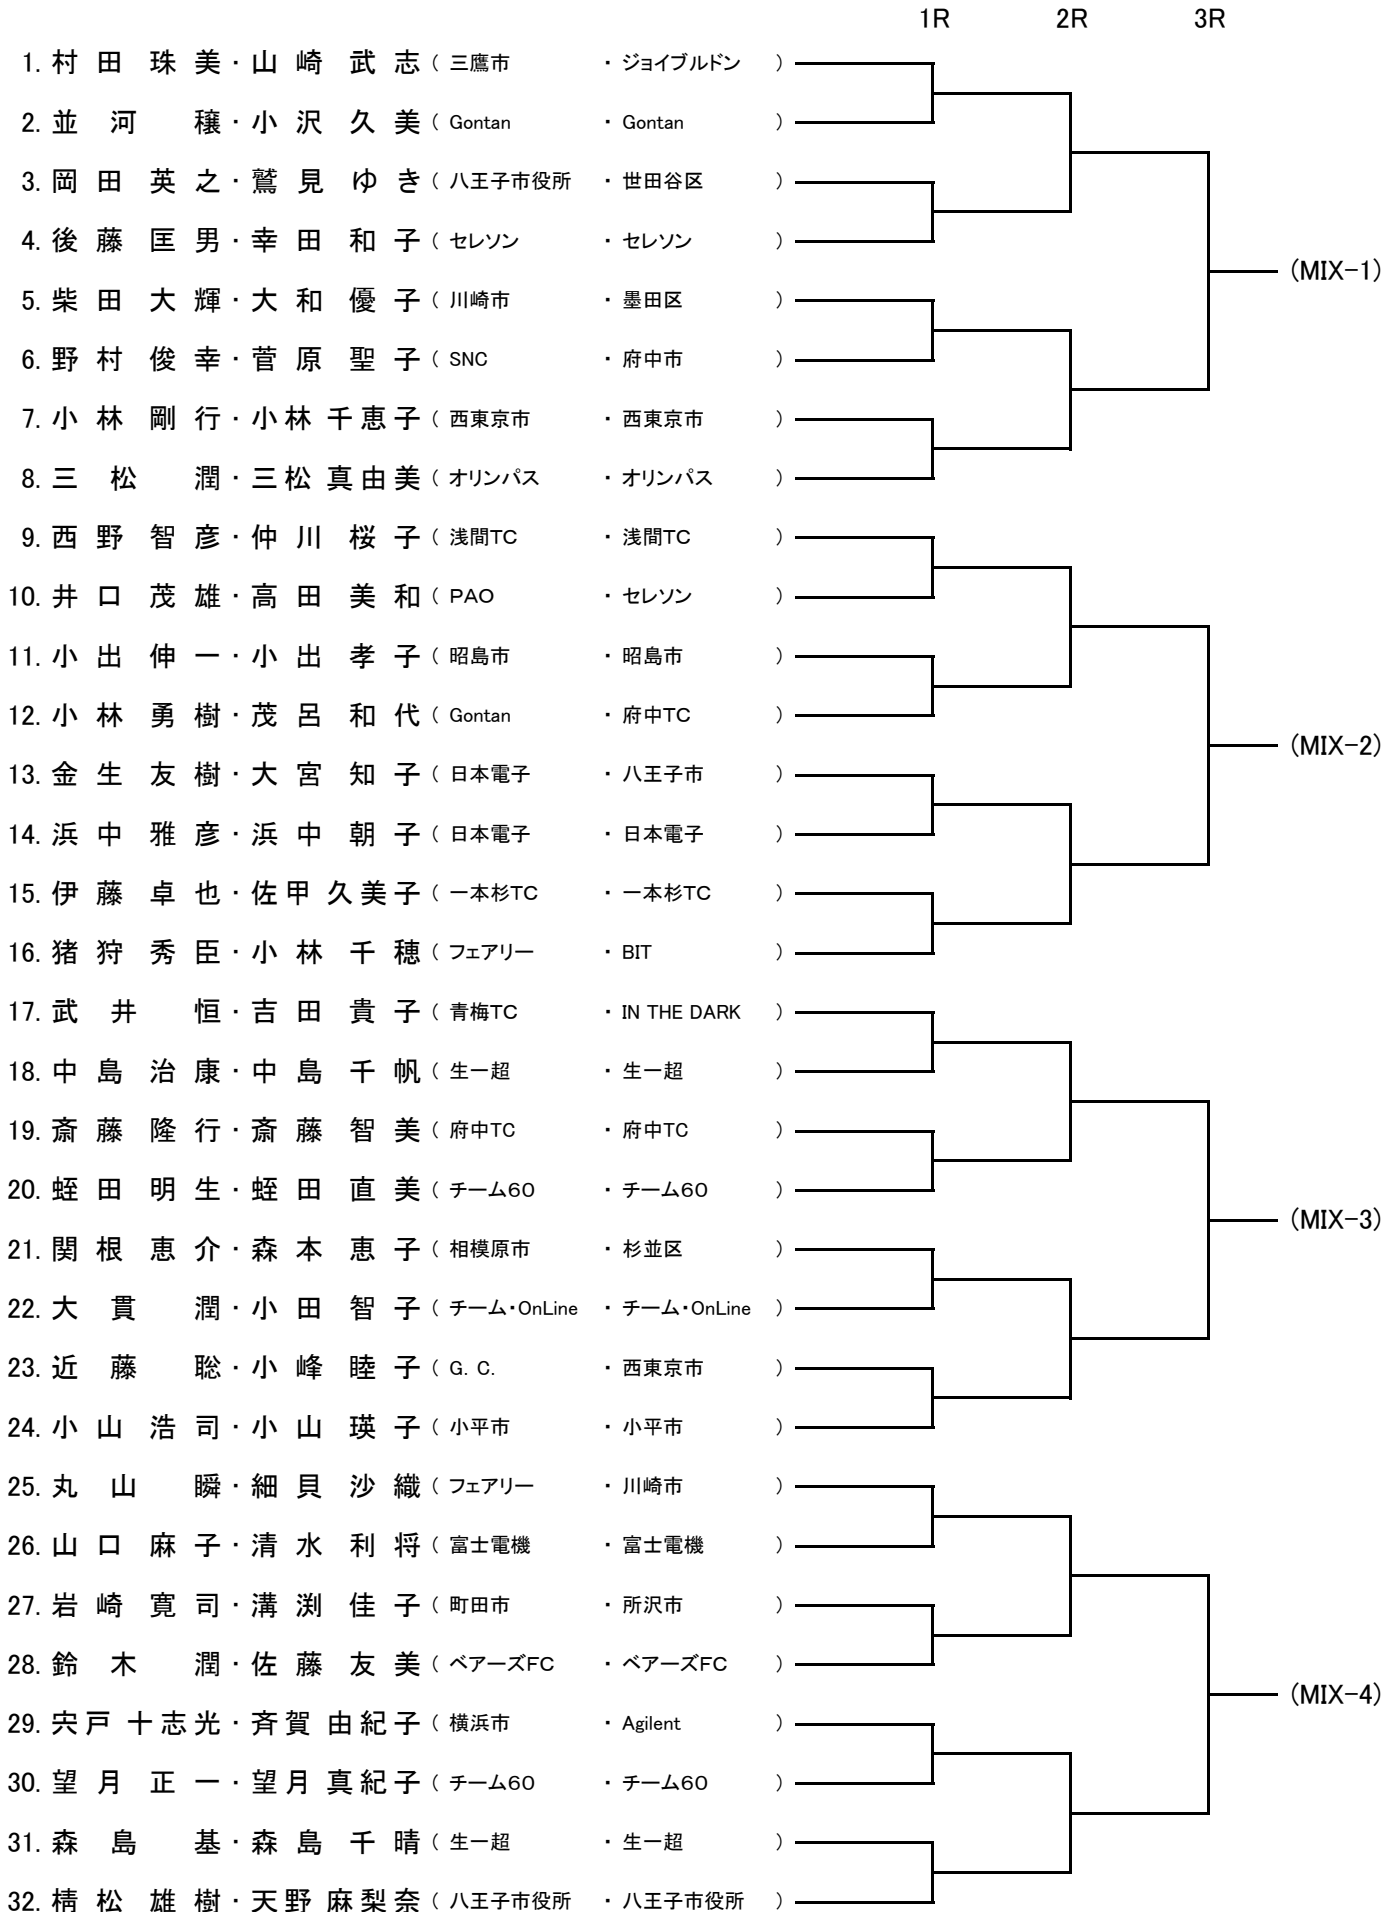 1R 2R 3R
1. 村田 珠美・山崎 武志 ( 三鷹市 ・ ジョイブルドン )
2. 並河 穣・小沢 久美 ( Gontan ・ Gontan )
3. 岡田 英之・鷲見 ゆき ( 八王子市役所 ・ 世田谷区 )
4. 後藤 匡男・幸田 和子 ( セレソン ・ セレソン )
(MIX-1)
5. 柴田 大輝・大和 優子 ( 川崎市 ・ 墨田区 )
6. 野村 俊幸・菅原 聖子 ( SNC ・ 府中市 )
7. 小林 剛行・小林 千恵子 ( 西東京市 ・ 西東京市 )
8. 三松 潤・三松 真由美 ( オリンパス ・ オリンパス )
9. 西野 智彦・仲川 桜子 ( 浅間TC ・ 浅間TC )
10. 井口 茂雄・高田 美和 ( PAO ・ セレソン )
11. 小出 伸一・小出 孝子 ( 昭島市 ・ 昭島市 )
12. 小林 勇樹・茂呂 和代 ( Gontan ・ 府中TC )
(MIX-2)
13. 金生 友樹・大宮 知子 ( 日本電子 ・ 八王子市 )
14. 浜中 雅彦・浜中 朝子 ( 日本電子 ・ 日本電子 )
15. 伊藤 卓也・佐甲 久美子 ( 一本杉TC ・ 一本杉TC )
16. 猪狩 秀臣・小林 千穂 ( フェアリー ・ BIT )
17. 武井 恒・吉田 貴子 ( 青梅TC ・ IN THE DARK )
18. 中島 治康・中島 千帆 ( 生一超 ・ 生一超 )
19. 斎藤 隆行・斎藤 智美 ( 府中TC ・ 府中TC )
20. 蛭田 明生・蛭田 直美 ( チーム60 ・ チーム60 )
(MIX-3)
21. 関根 恵介・森本 恵子 ( 相模原市 ・ 杉並区 )
22. 大貫 潤・小田 智子 ( チーム・OnLine ・ チーム・OnLine )
23. 近藤 聡・小峰 睦子 ( G. C. ・ 西東京市 )
24. 小山 浩司・小山 瑛子 ( 小平市 ・ 小平市 )
25. 丸山 瞬・細貝 沙織 ( フェアリー ・ 川崎市 )
26. 山口 麻子・清水 利将 ( 富士電機 ・ 富士電機 )
27. 岩崎 寛司・溝渕 佳子 ( 町田市 ・ 所沢市 )
28. 鈴木 潤・佐藤 友美 ( ベアーズFC ・ ベアーズFC )
(MIX-4)
29. 宍戸 十志光・斉賀 由紀子 ( 横浜市 ・ Agilent )
30. 望月 正一・望月 真紀子 ( チーム60 ・ チーム60 )
31. 森島 基・森島 千晴 ( 生一超 ・ 生一超 )
32. 棈松 雄樹・天野 麻梨奈 ( 八王子市役所 ・ 八王子市役所 )